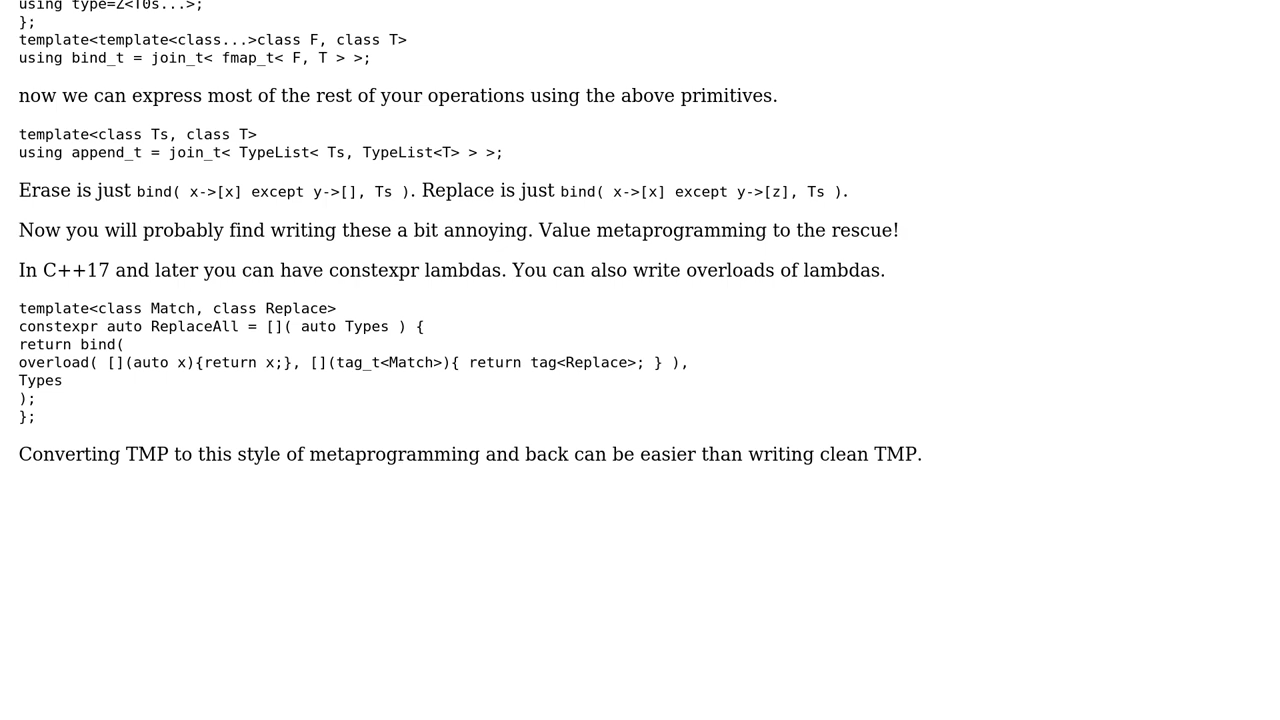 using type=Z<T0s...>;
};
template<template<class...>class F, class T>
using bind_t = join_t< fmap_t< F, T > >;
now we can express most of the rest of your operations using the above primitives.
template<class Ts, class T>
using append_t = join_t< TypeList< Ts, TypeList<T> > >;
Erase is just bind( x->[x] except y->[], Ts ). Replace is just bind( x->[x] except y->[z], Ts ).
Now you will probably find writing these a bit annoying. Value metaprogramming to the rescue!
In C++17 and later you can have constexpr lambdas. You can also write overloads of lambdas.
template<class Match, class Replace>
constexpr auto ReplaceAll = []( auto Types ) {
return bind(
overload( [](auto x){return x;}, [](tag_t<Match>){ return tag<Replace>; } ),
Types
);
};
Converting TMP to this style of metaprogramming and back can be easier than writing clean TMP.